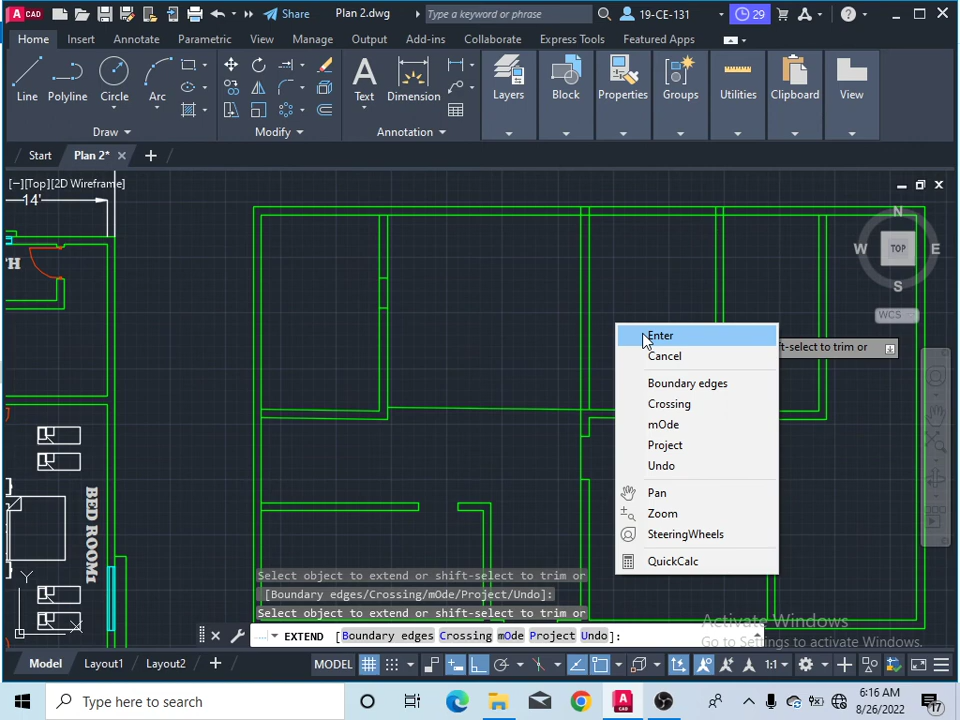 CAD
Share
Plan 2.dwg
Type a keyword or phrase
19-CE-131
29
Home
Insert
Annotate
Parametric
View
Manage
Output
Add-ins
Collaborate
Express Tools
Featured Apps
Line
Polyline
Circle
Arc
Text
Dimension
Layers
Block
Properties
Groups
Utilities
Clipboard
View
Draw
Modify
Annotation
Start
Plan 2*
[−][Top][2D Wireframe]
14'
N
W
TOP
E
S
WCS
H
Enter
ft-select to trim or
Cancel
Boundary edges
Crossing
mOde
Project
Undo
Pan
Zoom
SteeringWheels
QuickCalc
BED ROOM1
Y
X
Select object to extend or shift-select to trim or
[Boundary edges/Crossing/mOde/Project/Undo]:
Select object to extend or shift-select to trim or
EXTEND [Boundary edges Crossing mOde Project Undo]:
Activate Windows
Go to Settings to activate Windows.
Model
Layout1
Layout2
MODEL
1:1
Type here to search
6:16 AM
8/26/2022
17